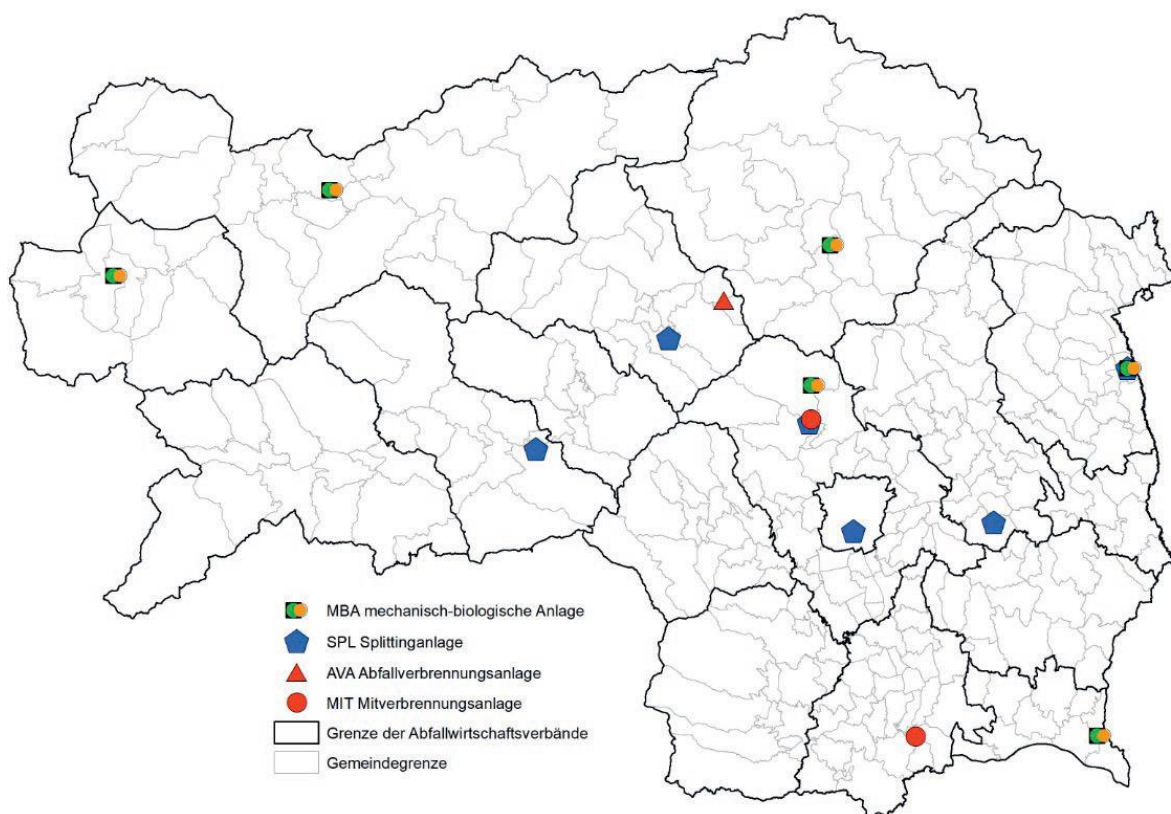 MBA mechanisch-biologische Anlage
SPL Splittinganlage
AVA Abfallverbrennungsanlage
MIT Mitverbrennungsanlage
Grenze der Abfallwirtschaftsverbände
Gemeindegrenze